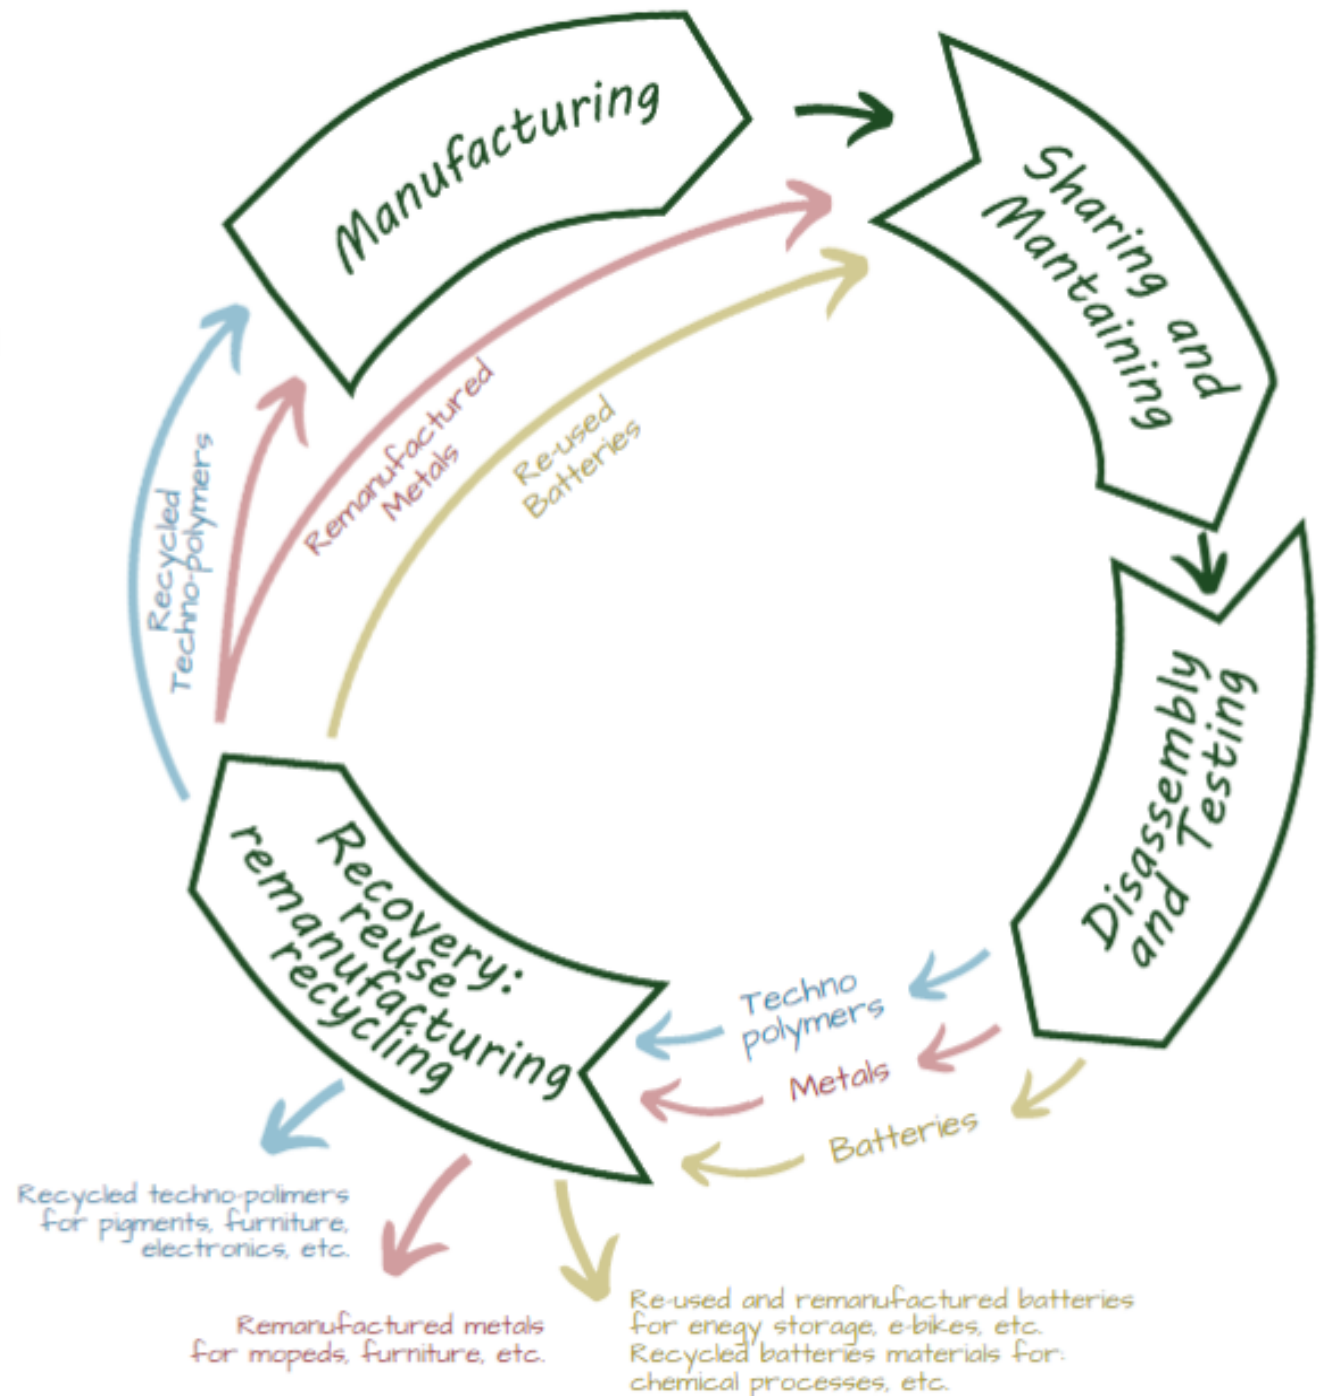 Manufacturing
Sharing and
Mantaining
Disassembly
and Testing
Techno
polymers
Metals
Batteries
Recovery:
reuse
remanufacturing
recycling
Recycled
Techno-polymers
Remanufactured
Metals
Re-used
Batteries
Recycled techno-polimers
for pigments, furniture,
electronics, etc.
Remanufactured metals
for mopeds, furniture, etc.
Re-used and remanufactured batteries
for enegy storage, e-bikes, etc.
Recycled batteries materials for:
chemical processes, etc.